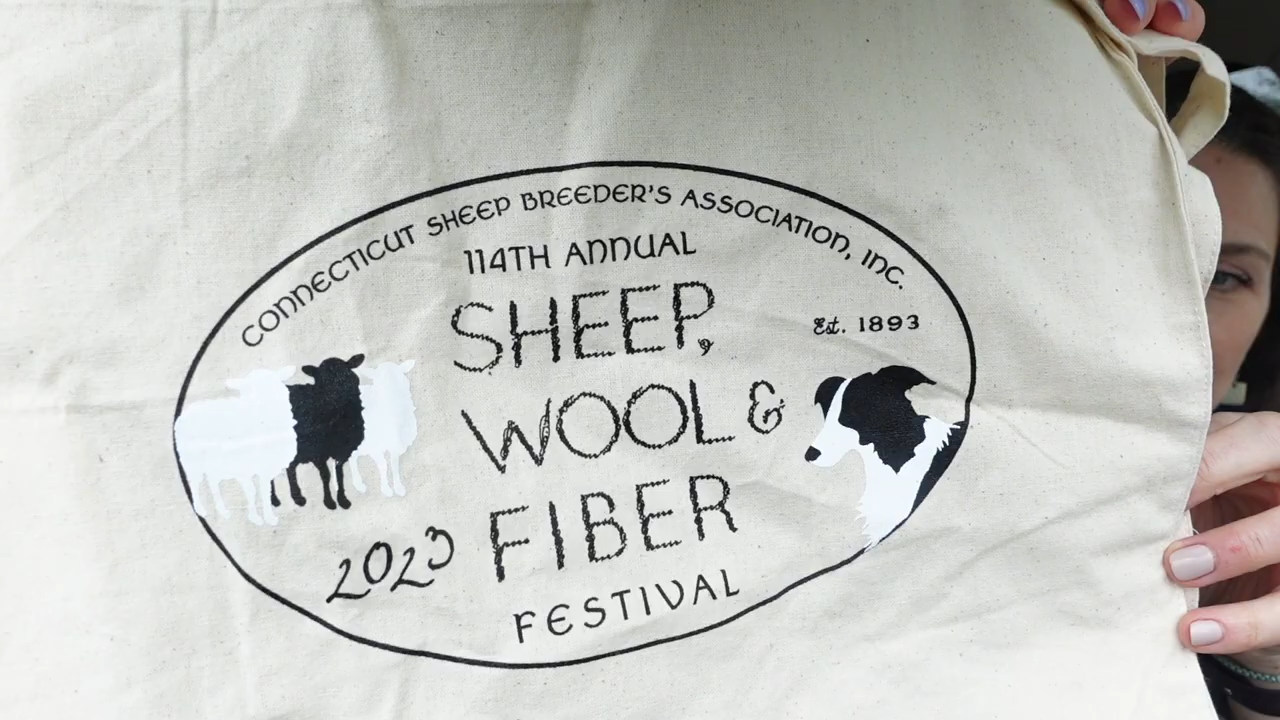 CONNECTICUT SHEEP BREEDER'S ASSOCIATION, INC.
114TH ANNUAL
SHEEP,
Est. 1893
WOOL &
FIBER
2023
FESTIVAL